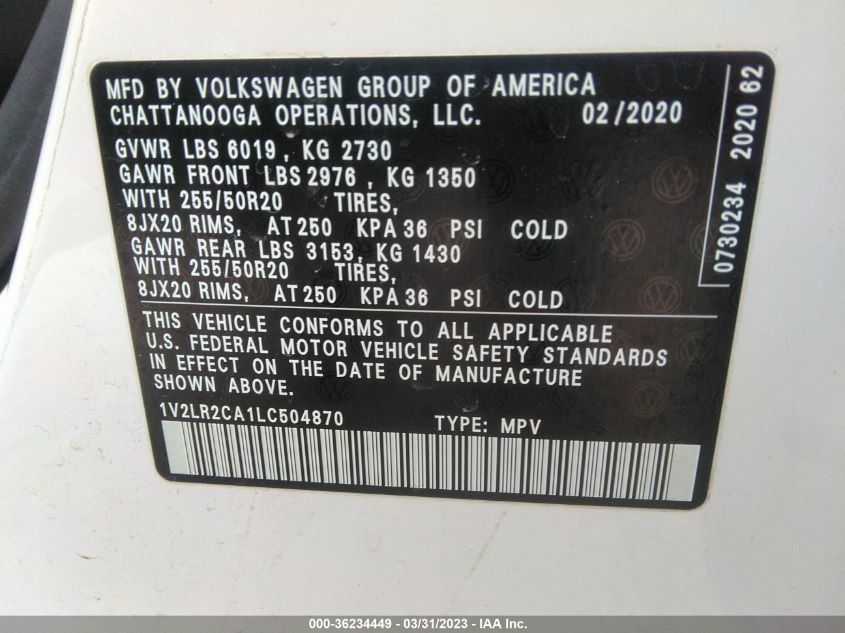 MFD BY VOLKSWAGEN GROUP OF AMERICA
CHATTANOOGA OPERATIONS, LLC. 02/2020
GVWR LBS 6019 , KG 2730
GAWR FRONT LBS 2976 , KG 1350
WITH 255/50R20 TIRES,
8JX20 RIMS, AT 250 KPA 36 PSI COLD
GAWR REAR LBS 3153, KG 1430
WITH 255/50R20 TIRES,
8JX20 RIMS, AT 250 KPA 36 PSI COLD
THIS VEHICLE CONFORMS TO ALL APPLICABLE
U.S. FEDERAL MOTOR VEHICLE SAFETY STANDARDS
IN EFFECT ON THE DATE OF MANUFACTURE
SHOWN ABOVE.
1V2LR2CA1LC504870 TYPE: MPV
0730234 2020 62
000-36234449 - 03/31/2023 - IAA Inc.